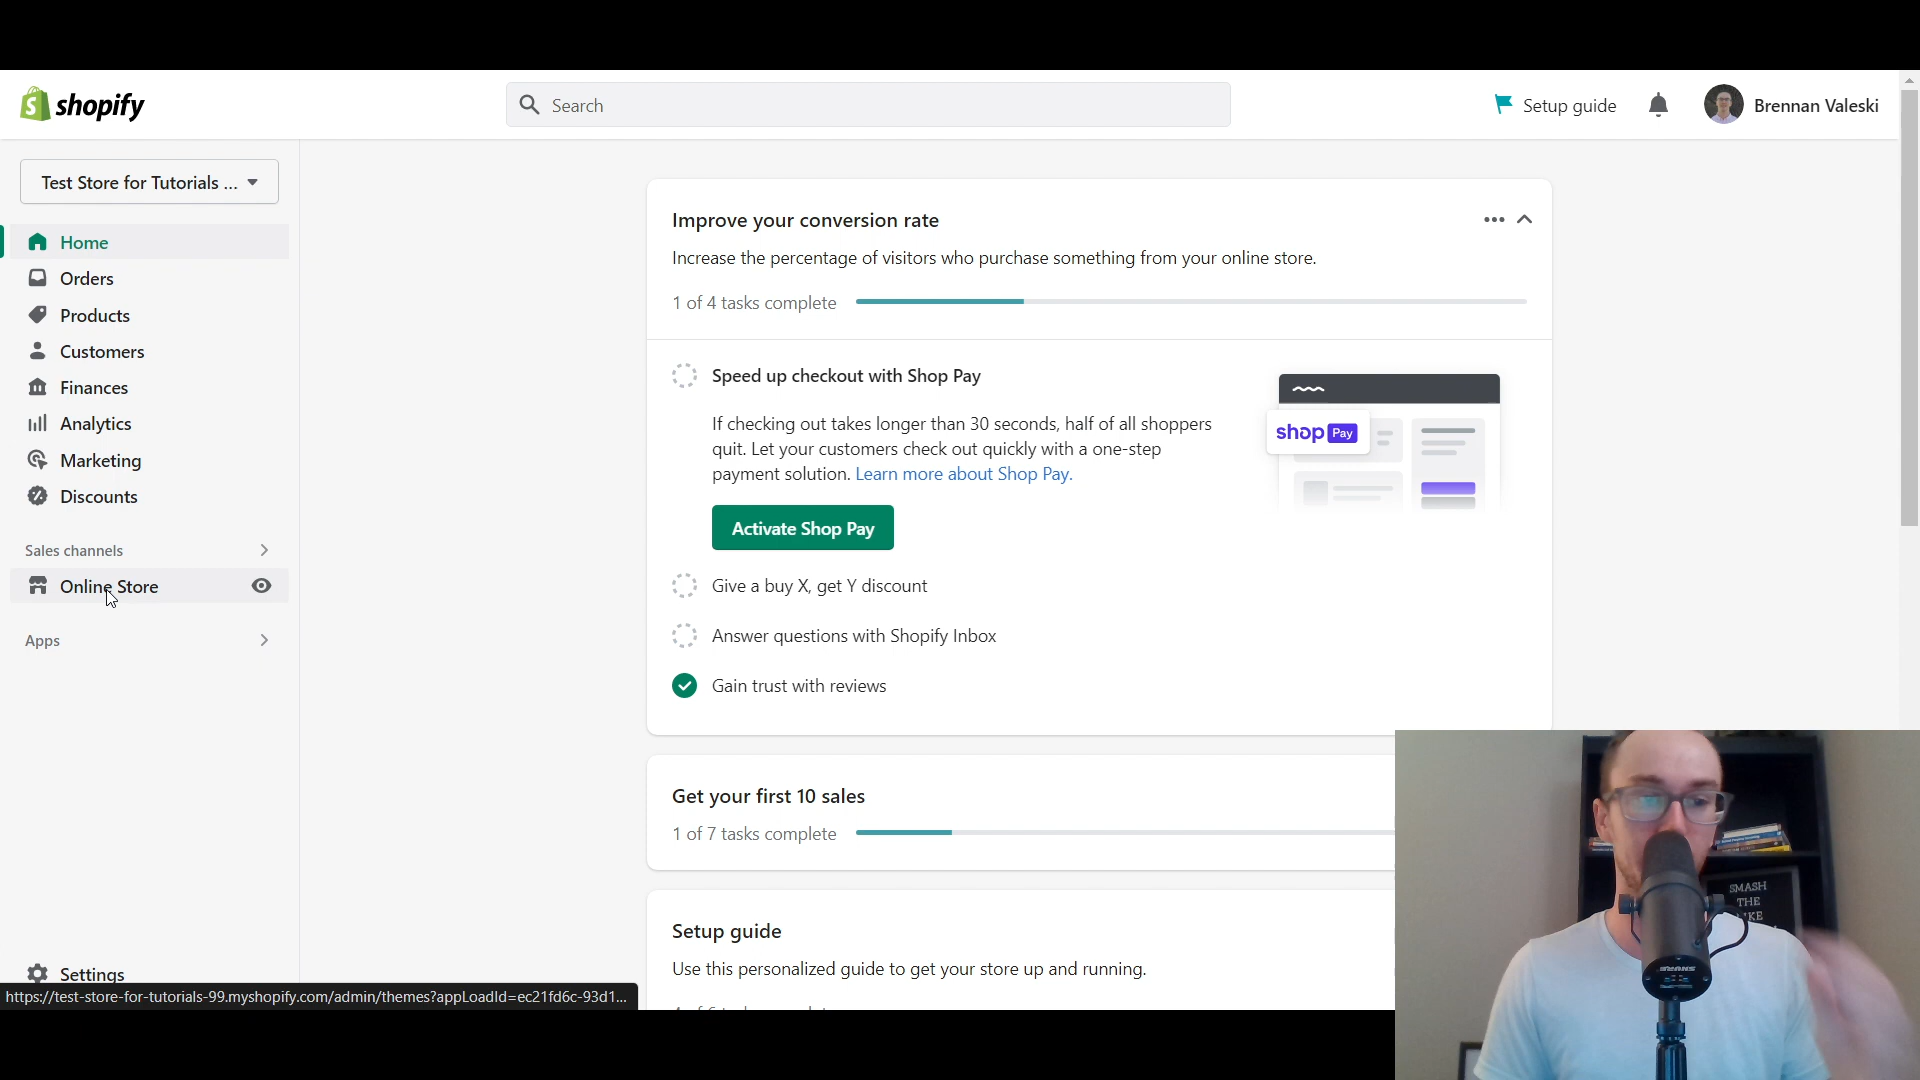 shopify
Search
Setup guide
Brennan Valeski
Test Store for Tutorials ...
Home
Orders
Products
Customers
Finances
Analytics
Marketing
Discounts
Sales channels
Online Store
Apps
Settings
https://test-store-for-tutorials-99.myshopify.com/admin/themes?appLoadId=ec21fd6c-93d1...
Improve your conversion rate
Increase the percentage of visitors who purchase something from your online store.
1 of 4 tasks complete
Speed up checkout with Shop Pay
If checking out takes longer than 30 seconds, half of all shoppers
quit. Let your customers check out quickly with a one-step
payment solution. Learn more about Shop Pay.
shop Pay
Activate Shop Pay
Give a buy X, get Y discount
Answer questions with Shopify Inbox
Gain trust with reviews
Get your first 10 sales
1 of 7 tasks complete
Setup guide
Use this personalized guide to get your store up and running.
SMASH
THE